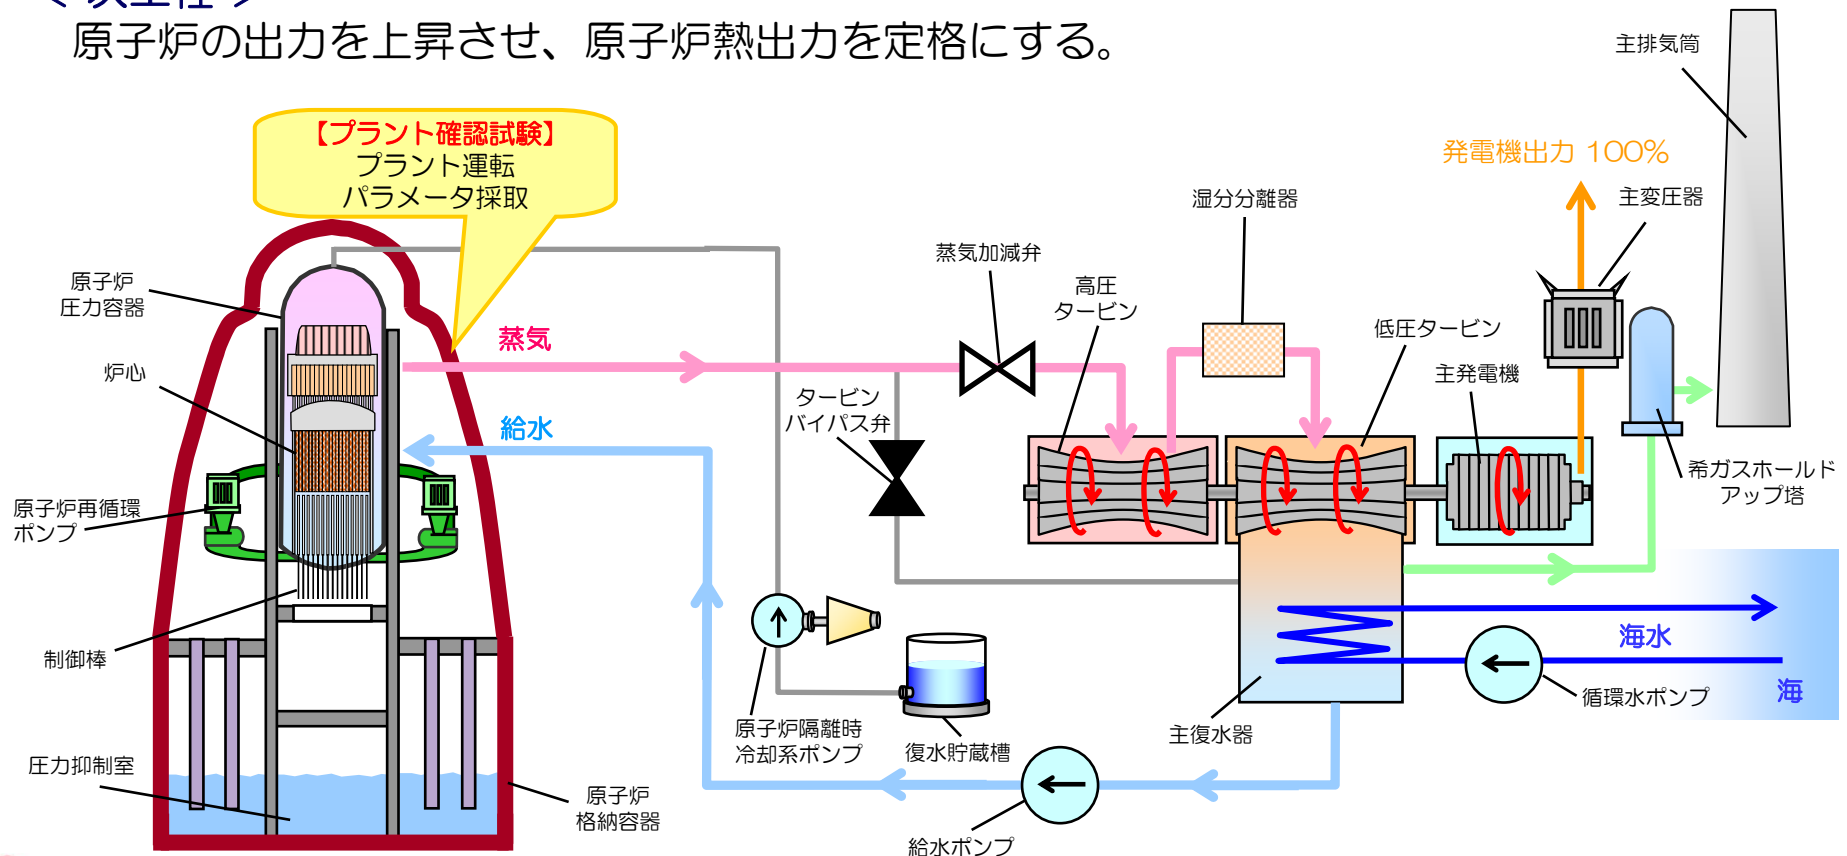 原子炉の出力を上昇させ、原子炉熱出力を定格にする。
主排気筒
【プラント確認試験】
プラント運転
パラメータ採取
発電機出力 100%
主変圧器
湿分分離器
蒸気加減弁
原子炉
圧力容器
高圧
タービン
低圧タービン
蒸気
炉心
主発電機
タービン
バイパス弁
給水
希ガスホールド
アップ塔
原子炉再循環
ポンプ
海水
制御棒
海
循環水ポンプ
原子炉隔離時
冷却系ポンプ
復水貯蔵槽
主復水器
圧力抑制室
原子炉
格納容器
給水ポンプ